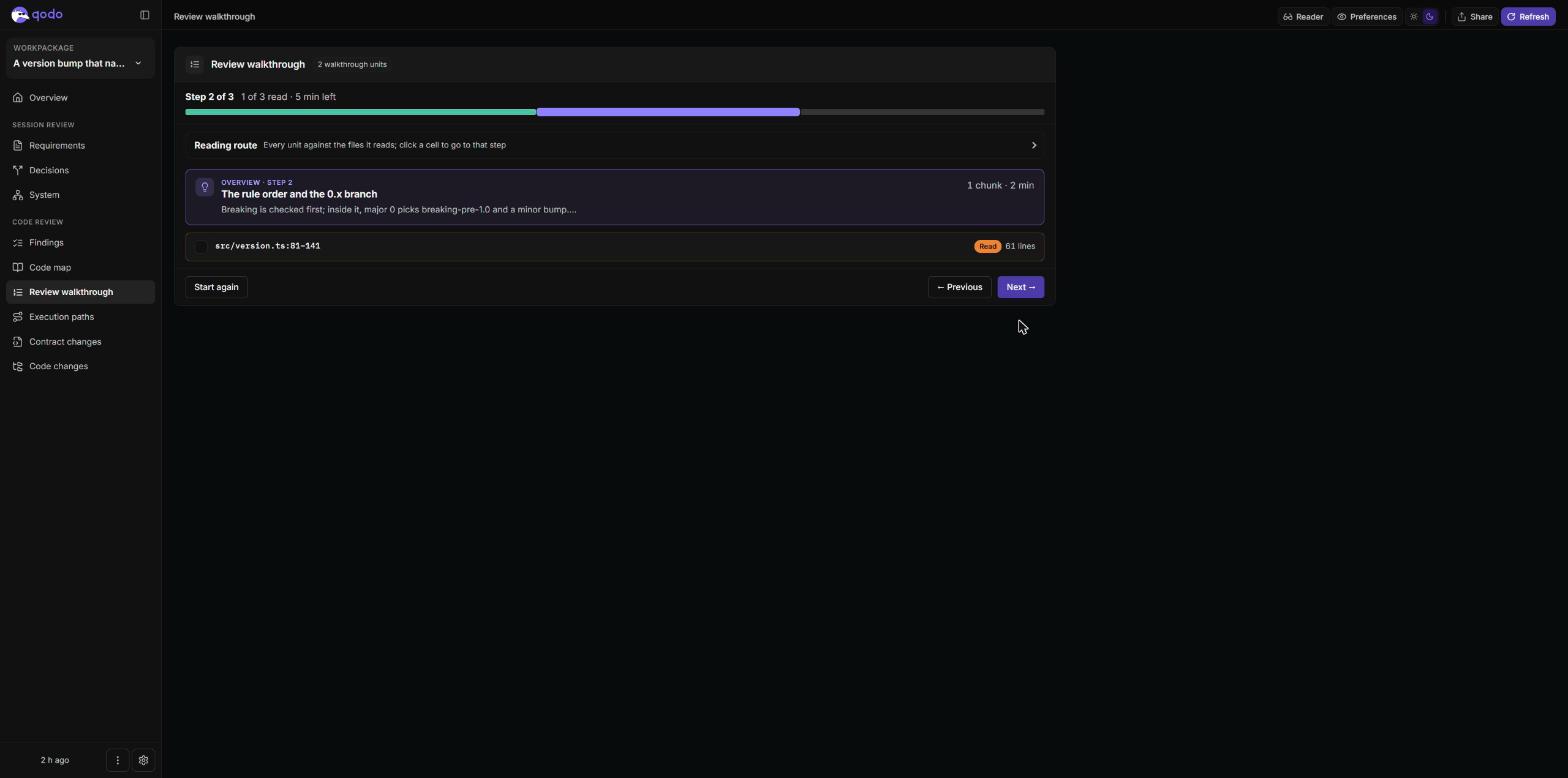 qodo
Review walkthrough
Reader
Preferences
Share
Refresh
WORKPACKAGE
A version bump that na...
Overview
SESSION REVIEW
Requirements
Decisions
System
CODE REVIEW
Findings
Code map
Review walkthrough
Execution paths
Contract changes
Code changes
2 h ago
Review walkthrough 2 walkthrough units
Step 2 of 3 1 of 3 read · 5 min left
Reading route Every unit against the files it reads; click a cell to go to that step
OVERVIEW · STEP 2
The rule order and the 0.x branch
1 chunk · 2 min
Breaking is checked first; inside it, major 0 picks breaking-pre-1.0 and a minor bump....
src/version.ts:81–141
Read 61 lines
Start again
← Previous
Next →